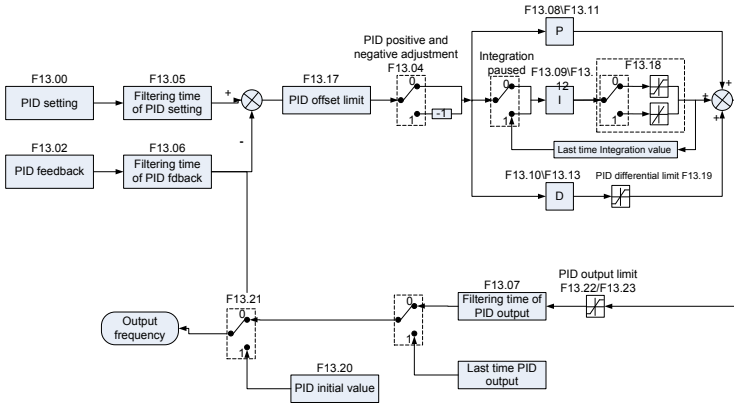 F13.08\F13.11
P
PID positive and
negative adjustment
F13.04
Integration
paused
F13.18
F13.00
F13.05
F13.17
F13.09\F13.
12
PID setting
Filtering time
of PID setting
+
PID offset limit
0
1
-1
0
1
I
0
1
+
+
+
-
Last time Integration value
F13.02
F13.06
PID feedback
Filtering time
of PID fdback
F13.10\F13.13
PID differential limit F13.19
D
F13.07
PID output limit
F13.22/F13.23
F13.21
0
1
0
1
Filtering time of
PID output
Output
frequency
Last time PID
output
F13.20
PID initial value